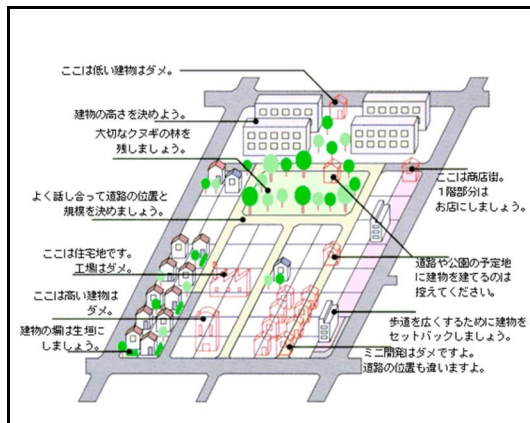 ここは低い建物はダメ。
建物の高さを決めよう。
大切なクヌギの林を
残しましょう。
よく話し合って道路の位置と
規模を決めましょう。
ここは住宅地です。
工場はダメ。
ここは高い建物は
ダメ。
建物の塀は生垣に
しましょう。
ここは商店街。
1階部分は
お店にしましょう。
道路や公園の予定地
に建物を建てるのは
控えてください。
歩道を広くするために建物を
セットバックしましょう。
ミニ開発はダメですよ。
道路の位置も違いますよ。